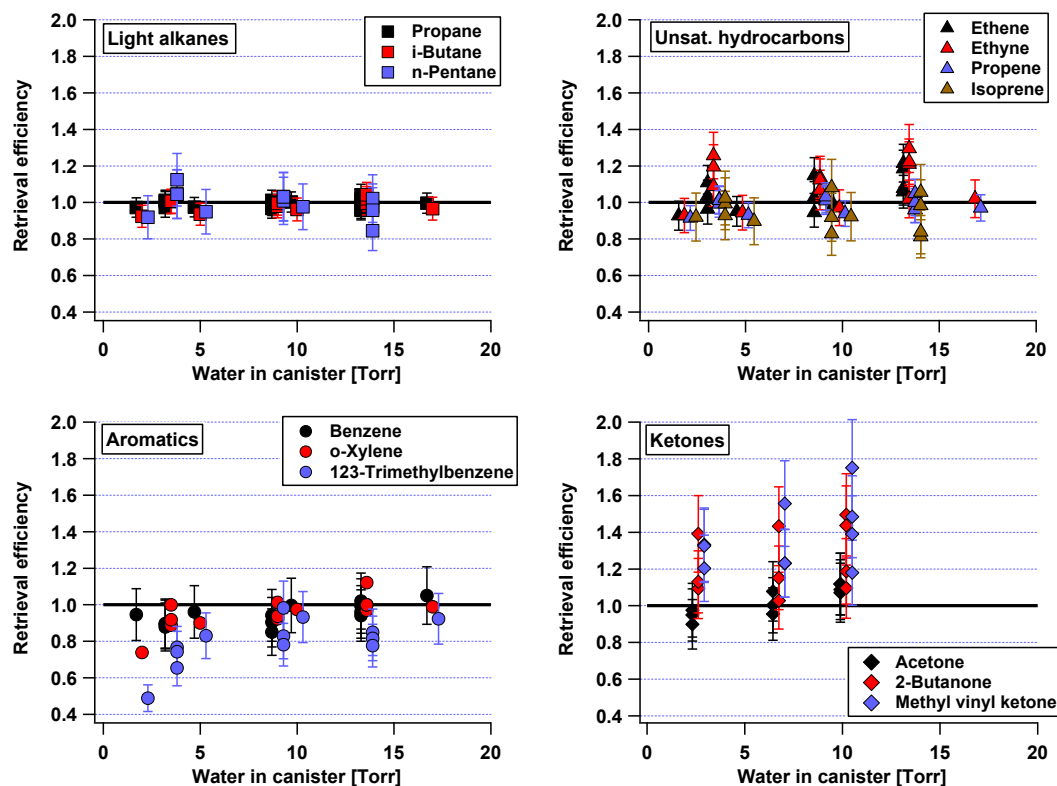 Light alkanes
Propane
i-Butane
n-Pentane
Retrieval efficiency
2.0
1.8
1.6
1.4
1.2
1.0
0.8
0.6
0.4
0
5
10
15
20
Water in canister [Torr]
Unsat. hydrocarbons
Ethene
Ethyne
Propene
Isoprene
Retrieval efficiency
2.0
1.8
1.6
1.4
1.2
1.0
0.8
0.6
0.4
0
5
10
15
20
Water in canister [Torr]
Aromatics
Benzene
o-Xylene
123-Trimethylbenzene
Retrieval efficiency
2.0
1.8
1.6
1.4
1.2
1.0
0.8
0.6
0.4
0
5
10
15
20
Water in canister [Torr]
Ketones
Retrieval efficiency
2.0
1.8
1.6
1.4
1.2
1.0
0.8
0.6
0.4
Acetone
2-Butanone
Methyl vinyl ketone
0
5
10
15
20
Water in canister [Torr]